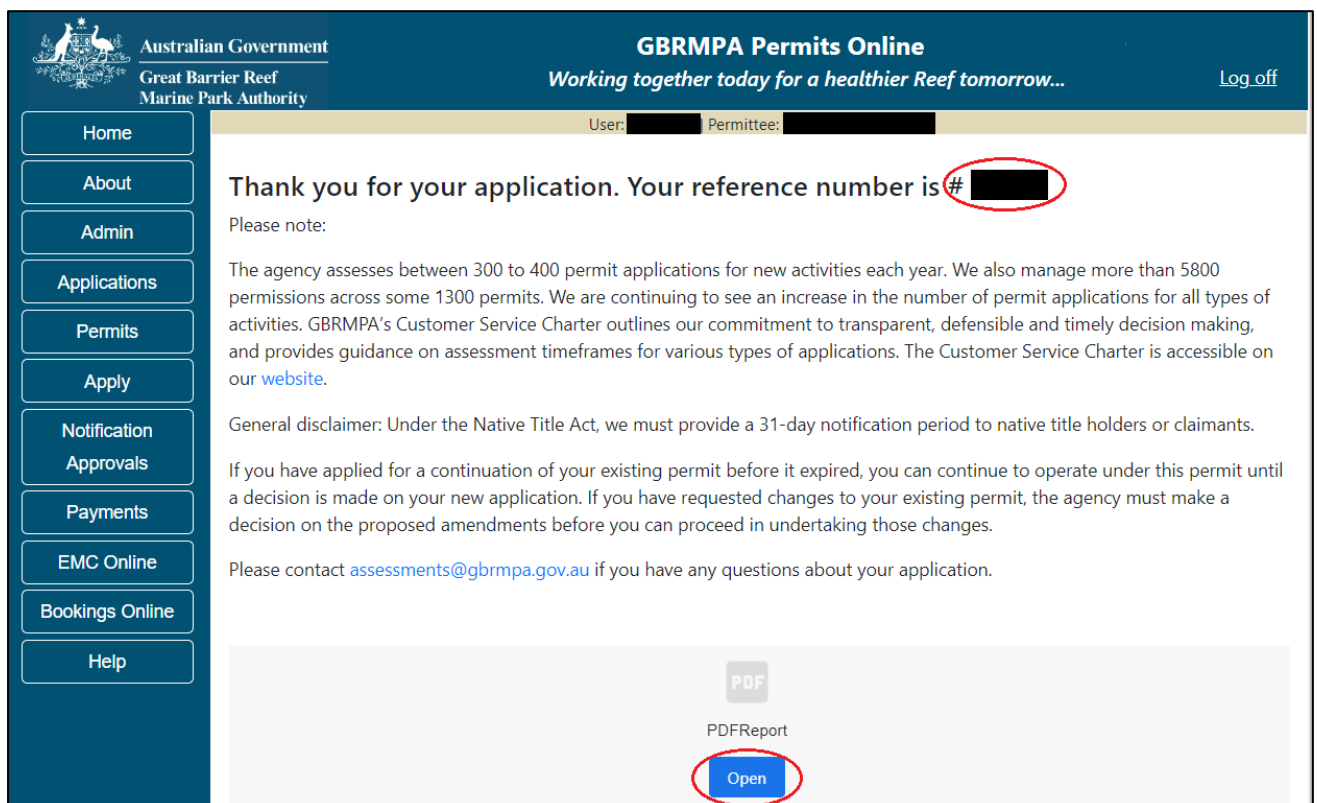 Australian Government
Great Barrier Reef
Marine Park Authority
GBRMPA Permits Online
Working together today for a healthier Reef tomorrow...
Log off
User: | Permittee:
Home
About
Admin
Applications
Permits
Apply
Notification
Approvals
Payments
EMC Online
Bookings Online
Help
Thank you for your application. Your reference number is #
Please note:
The agency assesses between 300 to 400 permit applications for new activities each year. We also manage more than 5800
permissions across some 1300 permits. We are continuing to see an increase in the number of permit applications for all types of
activities. GBRMPA's Customer Service Charter outlines our commitment to transparent, defensible and timely decision making,
and provides guidance on assessment timeframes for various types of applications. The Customer Service Charter is accessible on
our website.
General disclaimer: Under the Native Title Act, we must provide a 31-day notification period to native title holders or claimants.
If you have applied for a continuation of your existing permit before it expired, you can continue to operate under this permit until
a decision is made on your new application. If you have requested changes to your existing permit, the agency must make a
decision on the proposed amendments before you can proceed in undertaking those changes.
Please contact assessments@gbrmpa.gov.au if you have any questions about your application.
PDF
PDFReport
Open